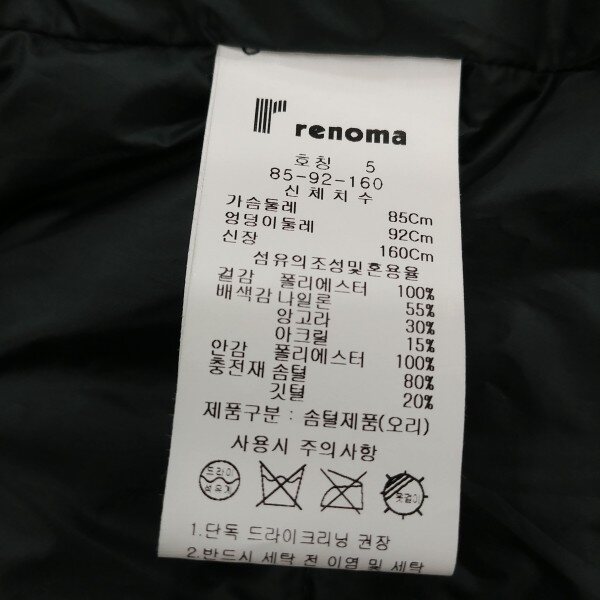 renoma
호칭 5
85-92-160
신체치수
가슴둘레 85Cm
엉덩이둘레 92Cm
신장 160Cm
섬유의조성및혼용율
겉감 폴리에스터 100%
배색감 나일론 55%
앙고라 30%
아크릴 15%
안감 폴리에스터 100%
충전재 솜털 80%
깃털 20%
제품구분 : 솜털제품(오리)
사용시 주의사항
드라이
옷걸이
1.단독 드라이크리닝 권장
2.반드시 세탁 전 이염 및 세탁